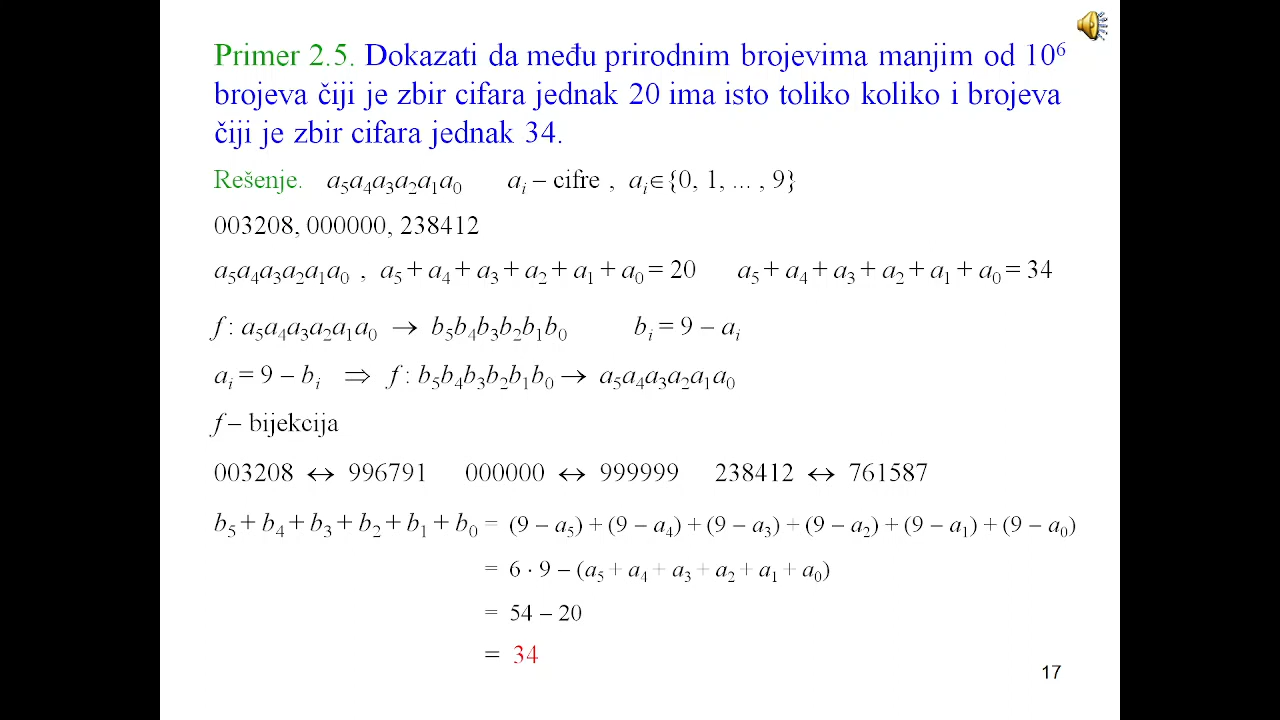 Primer 2.5. Dokazati da među prirodnim brojevima manjim od 10⁶
brojeva čiji je zbir cifara jednak 20 ima isto toliko koliko i brojeva
čiji je zbir cifara jednak 34.
Rešenje. a₅a₄a₃a₂a₁a₀ aᵢ – cifre , aᵢ∈{0, 1, ... , 9}
003208, 000000, 238412
a₅a₄a₃a₂a₁a₀ , a₅ + a₄ + a₃ + a₂ + a₁ + a₀ = 20 a₅ + a₄ + a₃ + a₂ + a₁ + a₀ = 34
f : a₅a₄a₃a₂a₁a₀ → b₅b₄b₃b₂b₁b₀ bᵢ = 9 – aᵢ
aᵢ = 9 – bᵢ ⇒ f : b₅b₄b₃b₂b₁b₀ → a₅a₄a₃a₂a₁a₀
f – bijekcija
003208 ↔ 996791 000000 ↔ 999999 238412 ↔ 761587
b₅ + b₄ + b₃ + b₂ + b₁ + b₀ = (9 – a₅) + (9 – a₄) + (9 – a₃) + (9 – a₂) + (9 – a₁) + (9 – a₀)
= 6 · 9 – (a₅ + a₄ + a₃ + a₂ + a₁ + a₀)
= 54 – 20
= 34
17